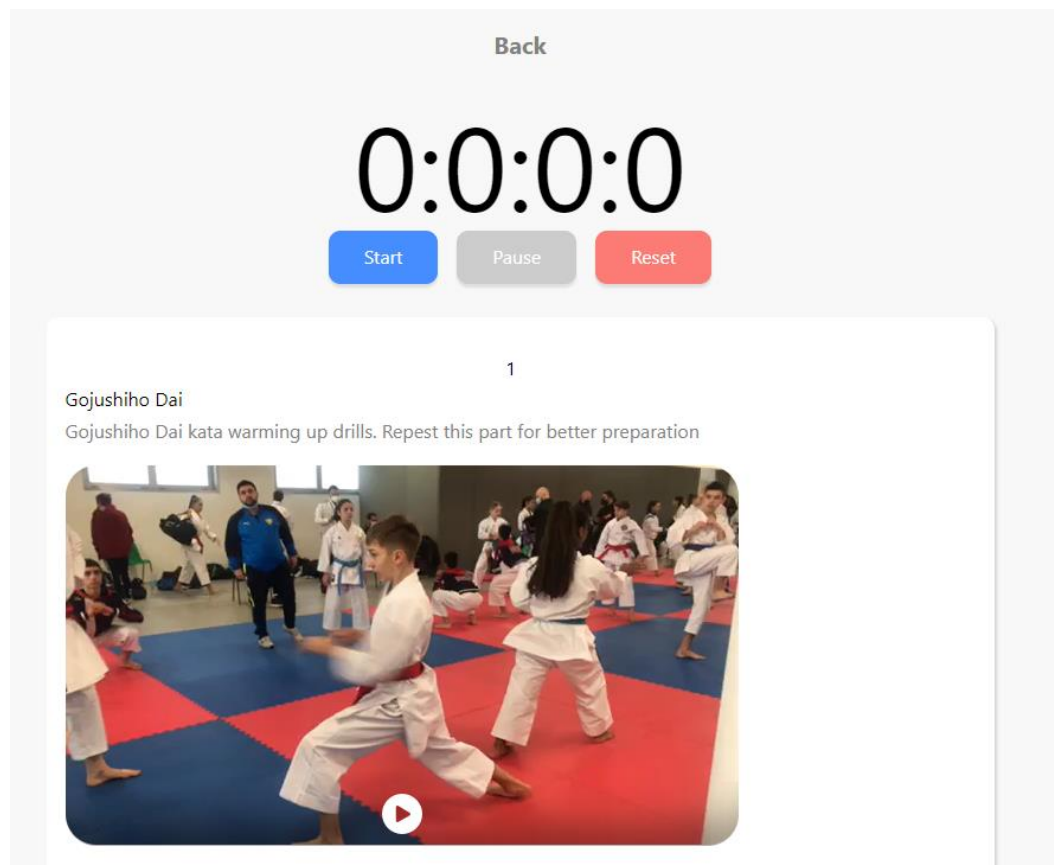 Back
0:0:0:0
Start Pause Reset
1
Gojushiho Dai
Gojushiho Dai kata warming up drills. Repest this part for better preparation